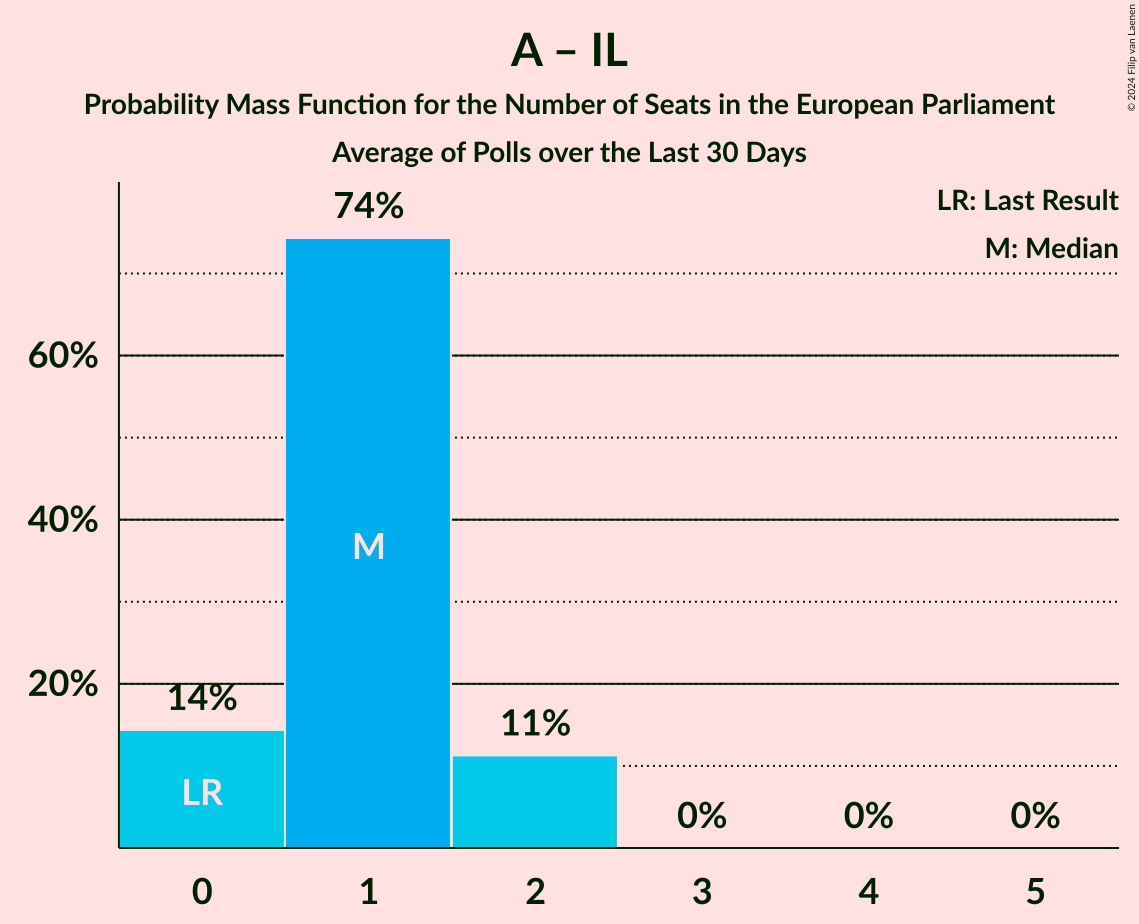 A – IL
Probability Mass Function for the Number of Seats in the European Parliament
Average of Polls over the Last 30 Days
© 2024 Filip van Laenen
LR: Last Result
M: Median
74%
60%
40%
M
20%
14%
11%
LR
0%
0%
0%
0 1 2 3 4 5